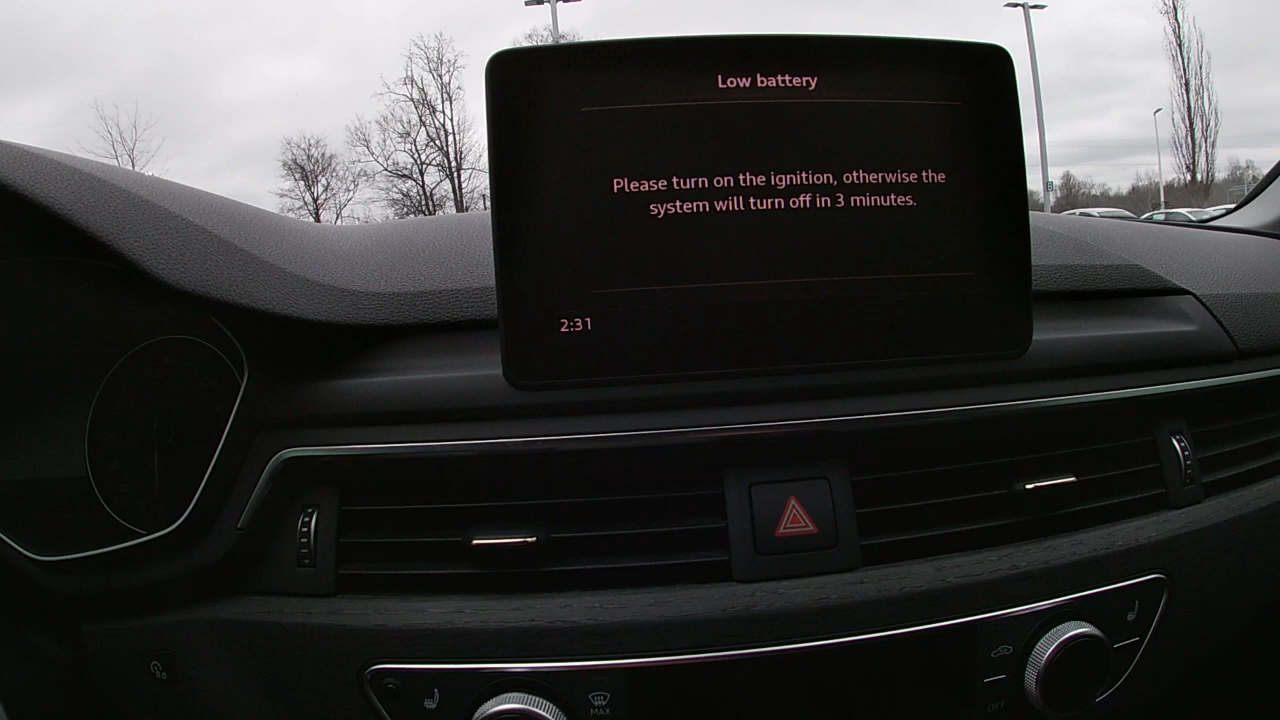 Low battery
Please turn on the ignition, otherwise the
system will turn off in 3 minutes.
2:31
MAX
OFF